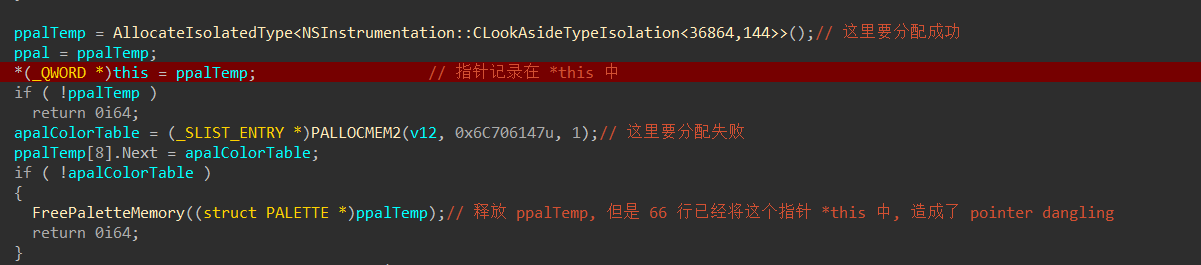 ppalTemp = AllocateIsolatedType<NSInstrumentation::CLookAsideTypeIsolation<36864,144>>();// 这里要分配成功
ppal = ppalTemp;
*(_QWORD *)this = ppalTemp; // 指针记录在 *this 中
if ( !ppalTemp )
return 0i64;
apalColorTable = (_SLIST_ENTRY *)PALLOCMEM2(v12, 0x6C706147u, 1);// 这里要分配失败
ppalTemp[8].Next = apalColorTable;
if ( !apalColorTable )
{
FreePaletteMemory((struct PALETTE *)ppalTemp);// 释放 ppalTemp, 但是 66 行已经将这个指针 *this 中, 造成了 pointer dangling
return 0i64;
}